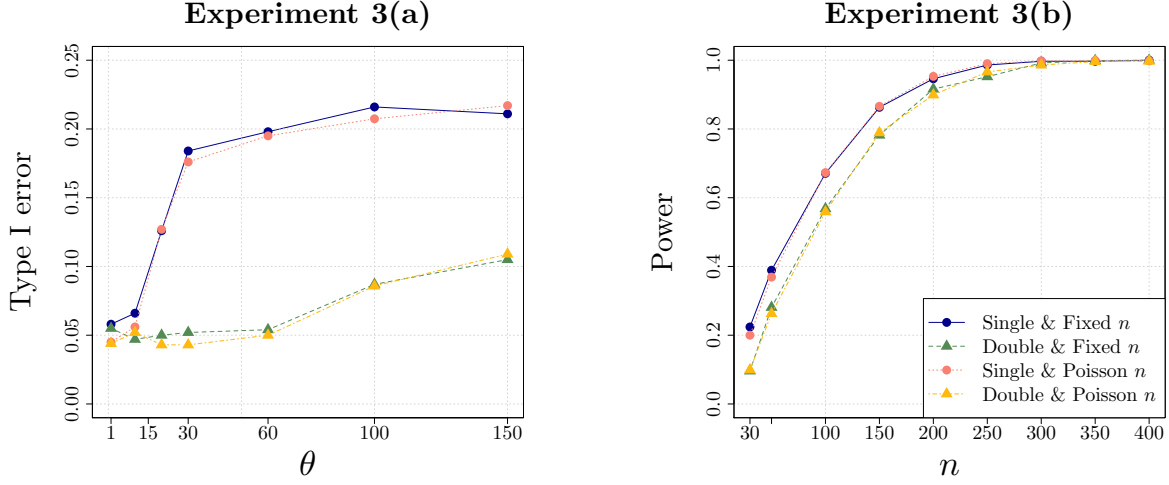 Experiment 3(a)
Type I error
0.25
0.20
0.15
0.10
0.05
0.00
1 15 30 60 100 150
θ
Experiment 3(b)
Power
1.0
0.8
0.6
0.4
0.2
0.0
30 100 150 200 250 300 350 400
n
Single & Fixed n
Double & Fixed n
Single & Poisson n
Double & Poisson n